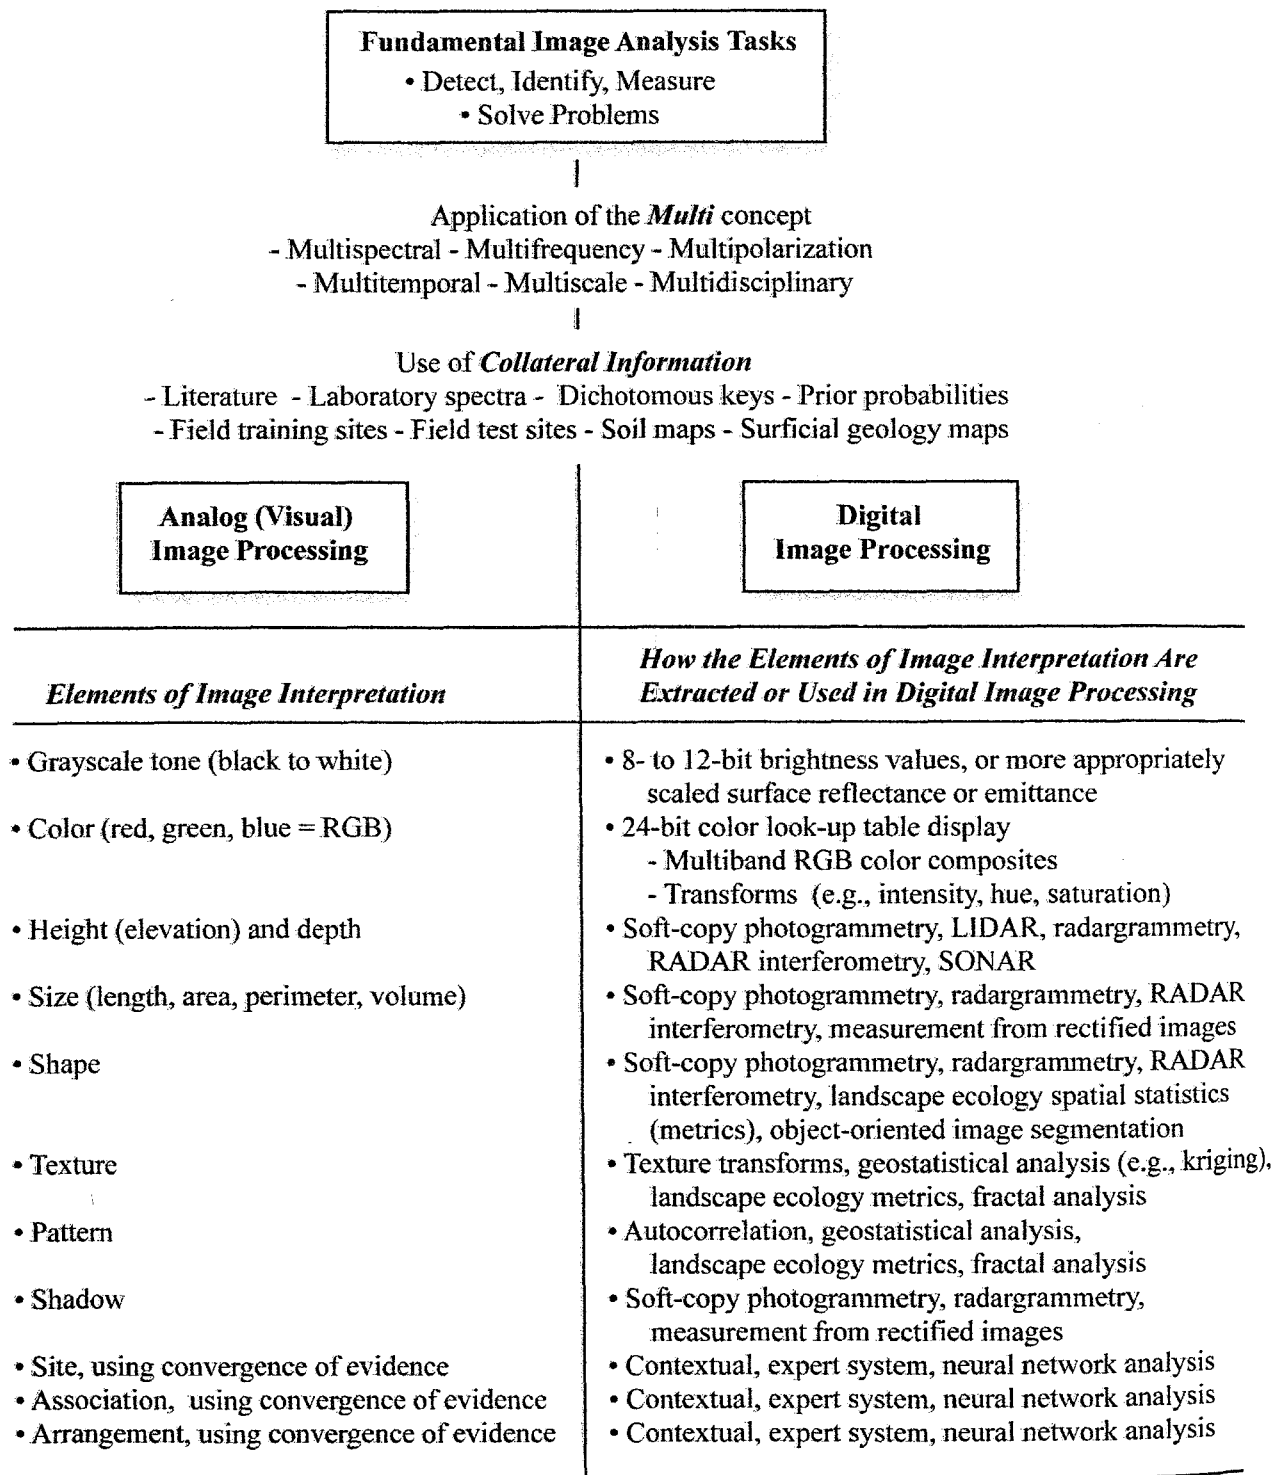 Fundamental Image Analysis Tasks
• Detect, Identify, Measure
• Solve Problems
Application of the Multi concept
- Multispectral - Multifrequency - Multipolarization
- Multitemporal - Multiscale - Multidisciplinary
Use of Collateral Information
- Literature - Laboratory spectra - Dichotomous keys - Prior probabilities
- Field training sites - Field test sites - Soil maps - Surficial geology maps
Analog (Visual)
Image Processing
Digital
Image Processing
Elements of Image Interpretation
How the Elements of Image Interpretation Are
Extracted or Used in Digital Image Processing
• Grayscale tone (black to white)
• 8- to 12-bit brightness values, or more appropriately
scaled surface reflectance or emittance
• Color (red, green, blue = RGB)
• 24-bit color look-up table display
- Multiband RGB color composites
- Transforms (e.g., intensity, hue, saturation)
• Height (elevation) and depth
• Soft-copy photogrammetry, LIDAR, radargrammetry,
RADAR interferometry, SONAR
• Size (length, area, perimeter, volume)
• Soft-copy photogrammetry, radargrammetry, RADAR
interferometry, measurement from rectified images
• Shape
• Soft-copy photogrammetry, radargrammetry, RADAR
interferometry, landscape ecology spatial statistics
(metrics), object-oriented image segmentation
• Texture
• Texture transforms, geostatistical analysis (e.g., kriging),
landscape ecology metrics, fractal analysis
• Pattern
• Autocorrelation, geostatistical analysis,
landscape ecology metrics, fractal analysis
• Shadow
• Soft-copy photogrammetry, radargrammetry,
measurement from rectified images
• Site, using convergence of evidence
• Contextual, expert system, neural network analysis
• Association, using convergence of evidence
• Contextual, expert system, neural network analysis
• Arrangement, using convergence of evidence
• Contextual, expert system, neural network analysis